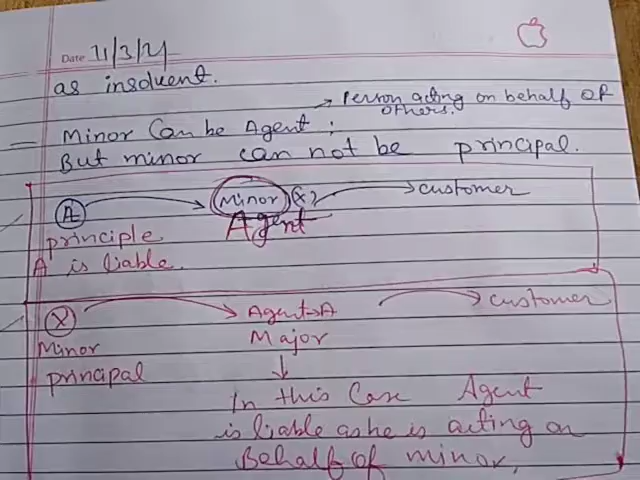 Date 11/3/21
as insolvent.
→ Person acting on behalf of
others.
= Minor Can be Agent :
But minor can not be principal.
A → Minor (x) → customer
Agent
principle
A is liable.
X → Agent→A → customer
Minor Major
principal ↓
In this Case Agent
is liable as he is acting on
Behalf of minor,